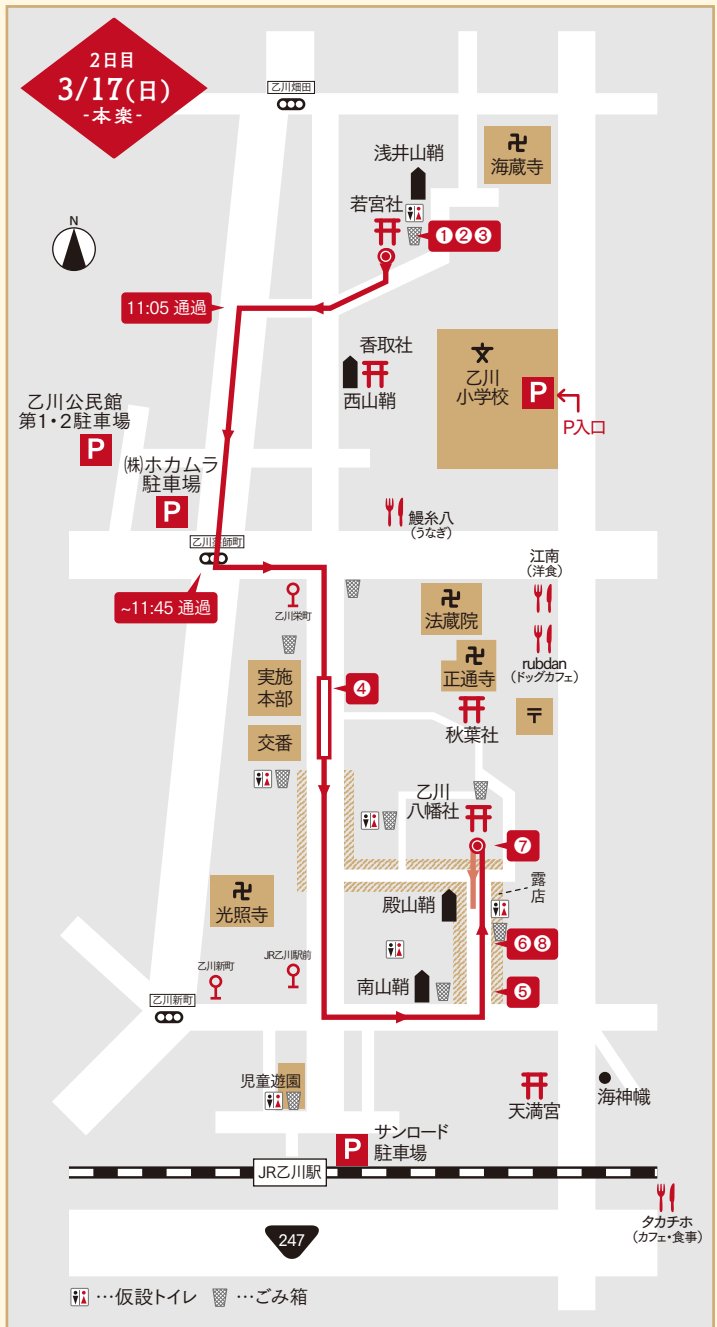 2日目
3/17(日)
-本楽-
乙川畑田
海蔵寺
浅井山鞘
若宮社
❶❷❸
N
11:05 通過
香取社
西山鞘
乙川
小学校
P
P入口
乙川公民館
第1・2駐車場
P
㈱ホカムラ
駐車場
P
鰻糸八
(うなぎ)
~11:45 通過
江南
(洋食)
乙川栄町
法蔵院
rubdan
(ドッグカフェ)
正通寺
実施
本部
❹
〒
秋葉社
交番
乙川
八幡社
❼
露店
殿山鞘
光照寺
❻❽
乙川新町
JR乙川駅前
南山鞘
❺
乙川新町
児童遊園
天満宮
海神幟
P
サンロード
駐車場
JR乙川駅
タカチホ
(カフェ・食事)
247
…仮設トイレ
…ごみ箱